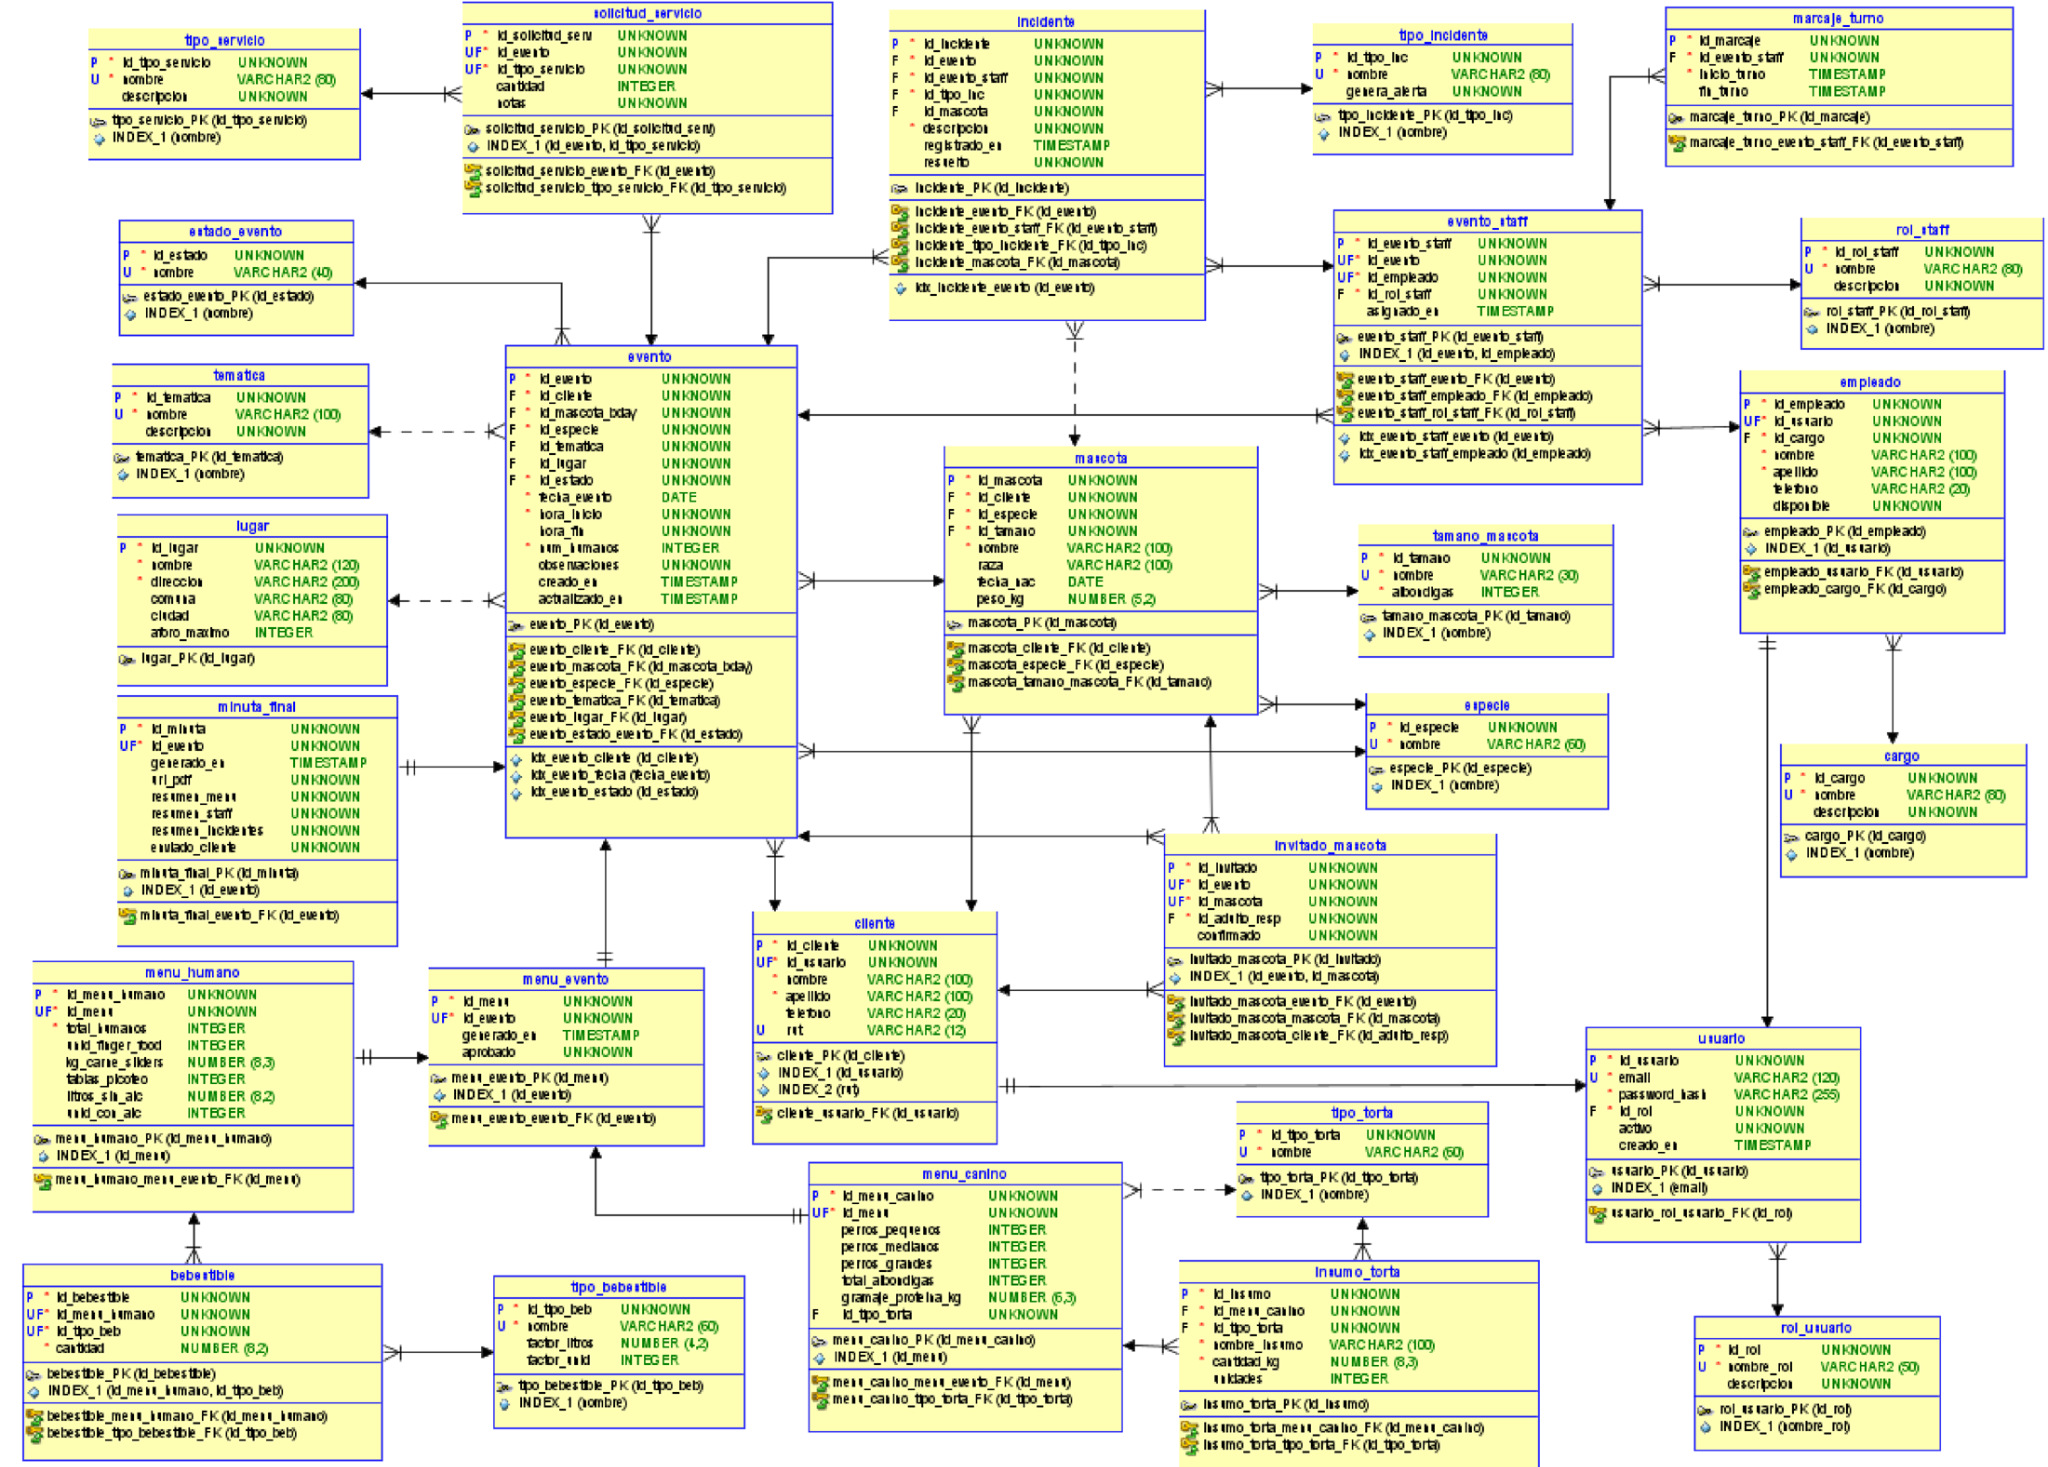 tipo_servicio
P * id_tipo_servicio UNKNOWN
U * nombre VARCHAR2 (80)
descripcion UNKNOWN
tipo_servicio_PK (id_tipo_servicio)
INDEX_1 (nombre)
solicitud_servicio
P * id_solicitud_serv UNKNOWN
UF* id_evento UNKNOWN
UF* id_tipo_servicio UNKNOWN
cantidad INTEGER
notas UNKNOWN
solicitud_servicio_PK (id_solicitud_serv)
INDEX_1 (id_evento, id_tipo_servicio)
solicitud_servicio_evento_FK (id_evento)
solicitud_servicio_tipo_servicio_FK (id_tipo_servicio)
incidente
P * id_incidente UNKNOWN
F * id_evento UNKNOWN
F * id_evento_staff UNKNOWN
F * id_tipo_inc UNKNOWN
F id_mascota UNKNOWN
* descripcion UNKNOWN
registrado_en TIMESTAMP
resuelto UNKNOWN
incidente_PK (id_incidente)
incidente_evento_FK (id_evento)
incidente_evento_staff_FK (id_evento_staff)
incidente_tipo_incidente_FK (id_tipo_inc)
incidente_mascota_FK (id_mascota)
idx_incidente_evento (id_evento)
tipo_incidente
P * id_tipo_inc UNKNOWN
U * nombre VARCHAR2 (80)
genera_alerta UNKNOWN
tipo_incidente_PK (id_tipo_inc)
INDEX_1 (nombre)
marcaje_turno
P * id_marcaje UNKNOWN
F * id_evento_staff UNKNOWN
* inicio_turno TIMESTAMP
fin_turno TIMESTAMP
marcaje_turno_PK (id_marcaje)
marcaje_turno_evento_staff_FK (id_evento_staff)
estado_evento
P * id_estado UNKNOWN
U * nombre VARCHAR2 (40)
estado_evento_PK (id_estado)
INDEX_1 (nombre)
evento_staff
P * id_evento_staff UNKNOWN
UF* id_evento UNKNOWN
UF* id_empleado UNKNOWN
F * id_rol_staff UNKNOWN
asignado_en TIMESTAMP
evento_staff_PK (id_evento_staff)
INDEX_1 (id_evento, id_empleado)
evento_staff_evento_FK (id_evento)
evento_staff_empleado_FK (id_empleado)
evento_staff_rol_staff_FK (id_rol_staff)
idx_evento_staff_evento (id_evento)
idx_evento_staff_empleado (id_empleado)
rol_staff
P * id_rol_staff UNKNOWN
U * nombre VARCHAR2 (80)
descripcion UNKNOWN
rol_staff_PK (id_rol_staff)
INDEX_1 (nombre)
tematica
P * id_tematica UNKNOWN
U * nombre VARCHAR2 (100)
descripcion UNKNOWN
tematica_PK (id_tematica)
INDEX_1 (nombre)
evento
P * id_evento UNKNOWN
F * id_cliente UNKNOWN
F * id_mascota_bday UNKNOWN
F * id_especie UNKNOWN
F id_tematica UNKNOWN
F id_lugar UNKNOWN
F * id_estado UNKNOWN
* fecha_evento DATE
* hora_inicio UNKNOWN
hora_fin UNKNOWN
* num_humanos INTEGER
observaciones UNKNOWN
creado_en TIMESTAMP
actualizado_en TIMESTAMP
evento_PK (id_evento)
evento_cliente_FK (id_cliente)
evento_mascota_FK (id_mascota_bday)
evento_especie_FK (id_especie)
evento_tematica_FK (id_tematica)
evento_lugar_FK (id_lugar)
evento_estado_evento_FK (id_estado)
idx_evento_cliente (id_cliente)
idx_evento_fecha (fecha_evento)
idx_evento_estado (id_estado)
empleado
P * id_empleado UNKNOWN
UF* id_usuario UNKNOWN
F * id_cargo UNKNOWN
* nombre VARCHAR2 (100)
* apellido VARCHAR2 (100)
telefono VARCHAR2 (20)
disponible UNKNOWN
empleado_PK (id_empleado)
INDEX_1 (id_usuario)
empleado_usuario_FK (id_usuario)
empleado_cargo_FK (id_cargo)
mascota
P * id_mascota UNKNOWN
F * id_cliente UNKNOWN
F * id_especie UNKNOWN
F * id_tamano UNKNOWN
* nombre VARCHAR2 (100)
raza VARCHAR2 (100)
fecha_nac DATE
peso_kg NUMBER (5,2)
mascota_PK (id_mascota)
mascota_cliente_FK (id_cliente)
mascota_especie_FK (id_especie)
mascota_tamano_mascota_FK (id_tamano)
lugar
P * id_lugar UNKNOWN
* nombre VARCHAR2 (120)
* direccion VARCHAR2 (200)
comuna VARCHAR2 (80)
ciudad VARCHAR2 (80)
aforo_maximo INTEGER
lugar_PK (id_lugar)
tamano_mascota
P * id_tamano UNKNOWN
U * nombre VARCHAR2 (30)
* albondigas INTEGER
tamano_mascota_PK (id_tamano)
INDEX_1 (nombre)
minuta_final
P * id_minuta UNKNOWN
UF* id_evento UNKNOWN
generado_en TIMESTAMP
url_pdf UNKNOWN
resumen_menu UNKNOWN
resumen_staff UNKNOWN
resumen_incidentes UNKNOWN
enviado_cliente UNKNOWN
minuta_final_PK (id_minuta)
INDEX_1 (id_evento)
minuta_final_evento_FK (id_evento)
especie
P * id_especie UNKNOWN
U * nombre VARCHAR2 (60)
especie_PK (id_especie)
INDEX_1 (nombre)
cargo
P * id_cargo UNKNOWN
U * nombre VARCHAR2 (80)
descripcion UNKNOWN
cargo_PK (id_cargo)
INDEX_1 (nombre)
invitado_mascota
P * id_invitado UNKNOWN
UF* id_evento UNKNOWN
UF* id_mascota UNKNOWN
F * id_adulto_resp UNKNOWN
confirmado UNKNOWN
invitado_mascota_PK (id_invitado)
INDEX_1 (id_evento, id_mascota)
invitado_mascota_evento_FK (id_evento)
invitado_mascota_mascota_FK (id_mascota)
invitado_mascota_cliente_FK (id_adulto_resp)
cliente
P * id_cliente UNKNOWN
UF* id_usuario UNKNOWN
* nombre VARCHAR2 (100)
* apellido VARCHAR2 (100)
telefono VARCHAR2 (20)
U rut VARCHAR2 (12)
cliente_PK (id_cliente)
INDEX_1 (id_usuario)
INDEX_2 (rut)
cliente_usuario_FK (id_usuario)
menu_humano
P * id_menu_humano UNKNOWN
UF* id_menu UNKNOWN
* total_humanos INTEGER
unid_finger_food INTEGER
kg_carne_sliders NUMBER (8,3)
tablas_picoteo INTEGER
litros_sin_alc NUMBER (8,2)
unid_con_alc INTEGER
menu_humano_PK (id_menu_humano)
INDEX_1 (id_menu)
menu_humano_menu_evento_FK (id_menu)
menu_evento
P * id_menu UNKNOWN
UF* id_evento UNKNOWN
generado_en TIMESTAMP
aprobado UNKNOWN
menu_evento_PK (id_menu)
INDEX_1 (id_evento)
menu_evento_evento_FK (id_evento)
usuario
P * id_usuario UNKNOWN
U * email VARCHAR2 (120)
* password_hash VARCHAR2 (255)
F * id_rol UNKNOWN
activo UNKNOWN
creado_en TIMESTAMP
usuario_PK (id_usuario)
INDEX_1 (email)
usuario_rol_usuario_FK (id_rol)
tipo_torta
P * id_tipo_torta UNKNOWN
U * nombre VARCHAR2 (60)
tipo_torta_PK (id_tipo_torta)
INDEX_1 (nombre)
menu_canino
P * id_menu_canino UNKNOWN
UF* id_menu UNKNOWN
perros_pequenos INTEGER
perros_medianos INTEGER
perros_grandes INTEGER
total_albondigas INTEGER
gramaje_proteina_kg NUMBER (6,3)
F id_tipo_torta UNKNOWN
menu_canino_PK (id_menu_canino)
INDEX_1 (id_menu)
menu_canino_menu_evento_FK (id_menu)
menu_canino_tipo_torta_FK (id_tipo_torta)
bebestible
P * id_bebestible UNKNOWN
UF* id_menu_humano UNKNOWN
UF* id_tipo_beb UNKNOWN
* cantidad NUMBER (8,2)
bebestible_PK (id_bebestible)
INDEX_1 (id_menu_humano, id_tipo_beb)
bebestible_menu_humano_FK (id_menu_humano)
bebestible_tipo_bebestible_FK (id_tipo_beb)
tipo_bebestible
P * id_tipo_beb UNKNOWN
U * nombre VARCHAR2 (60)
factor_litros NUMBER (4,2)
factor_unid INTEGER
tipo_bebestible_PK (id_tipo_beb)
INDEX_1 (nombre)
insumo_torta
P * id_insumo UNKNOWN
F * id_menu_canino UNKNOWN
F * id_tipo_torta UNKNOWN
* nombre_insumo VARCHAR2 (100)
* cantidad_kg NUMBER (8,3)
unidades INTEGER
insumo_torta_PK (id_insumo)
insumo_torta_menu_canino_FK (id_menu_canino)
insumo_torta_tipo_torta_FK (id_tipo_torta)
rol_usuario
P * id_rol UNKNOWN
U * nombre_rol VARCHAR2 (50)
descripcion UNKNOWN
rol_usuario_PK (id_rol)
INDEX_1 (nombre_rol)